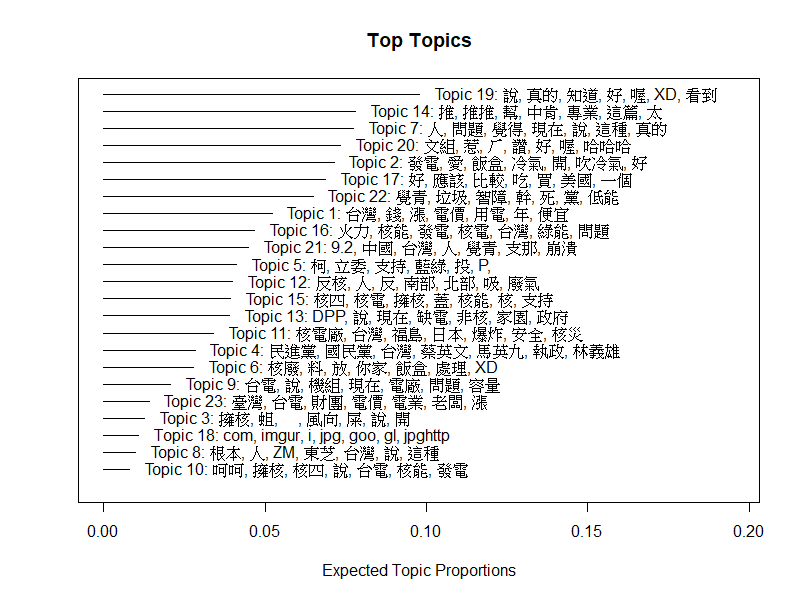 Top Topics
Topic 19: 說, 真的, 知道, 好, 喔, XD, 看到
Topic 14: 推, 推推, 幫, 中肯, 專業, 這篇, 太
Topic 7: 人, 問題, 覺得, 現在, 說, 這種, 真的
Topic 20: 文組, 惹, ㄏ, 讚, 好, 喔, 哈哈哈
Topic 2: 發電, 愛, 飯盒, 冷氣, 開, 吹冷氣, 好
Topic 17: 好, 應該, 比較, 吃, 買, 美國, 一個
Topic 22: 覺青, 垃圾, 智障, 幹, 死, 黨, 低能
Topic 1: 台灣, 錢, 漲, 電價, 用電, 年, 便宜
Topic 16: 火力, 核能, 發電, 核電, 台灣, 綠能, 問題
Topic 21: 9.2, 中國, 台灣, 人, 覺青, 支那, 崩潰
Topic 5: 柯, 立委, 支持, 藍綠, 投, P,
Topic 12: 反核, 人, 反, 南部, 北部, 吸, 廢氣
Topic 15: 核四, 核電, 擁核, 蓋, 核能, 核, 支持
Topic 13: DPP, 說, 現在, 缺電, 非核, 家園, 政府
Topic 11: 核電廠, 台灣, 福島, 日本, 爆炸, 安全, 核災
Topic 4: 民進黨, 國民黨, 台灣, 蔡英文, 馬英九, 執政, 林義雄
Topic 6: 核廢, 料, 放, 你家, 飯盒, 處理, XD
Topic 9: 台電, 說, 機組, 現在, 電廠, 問題, 容量
Topic 23: 臺灣, 台電, 財團, 電價, 電業, 老闆, 漲
Topic 3: 擁核, 蛆, , 風向, 屎, 說, 開
Topic 18: com, imgur, i, jpg, goo, gl, jpghttp
Topic 8: 根本, 人, ZM, 東芝, 台灣, 說, 這種
Topic 10: 呵呵, 擁核, 核四, 說, 台電, 核能, 發電
0.00 0.05 0.10 0.15 0.20
Expected Topic Proportions